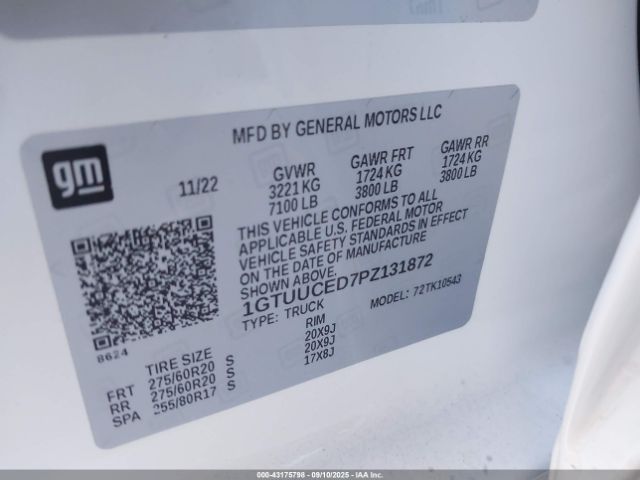 MFD BY GENERAL MOTORS LLC
gm
11/22
GVWR GAWR FRT GAWR RR
3221 KG 1724 KG 1724 KG
7100 LB 3800 LB 3800 LB
THIS VEHICLE CONFORMS TO ALL
APPLICABLE U.S. FEDERAL MOTOR
VEHICLE SAFETY STANDARDS IN EFFECT
ON THE DATE OF MANUFACTURE
SHOWN ABOVE.
1GTUUCED7PZ131872
TYPE: TRUCK MODEL: 72TK10543
8624
TIRE SIZE RIM
FRT 275/60R20 S 20X9J
RR 275/60R20 S 20X9J
SPA 255/80R17 S 17X8J
000-43175798 - 09/10/2025 - IAA Inc.